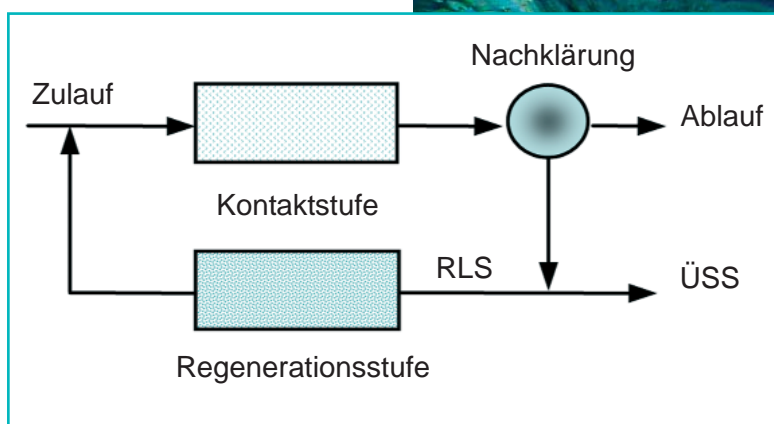 Nachklärung
Zulauf
Ablauf
Kontaktstufe
RLS
ÜSS
Regenerationsstufe